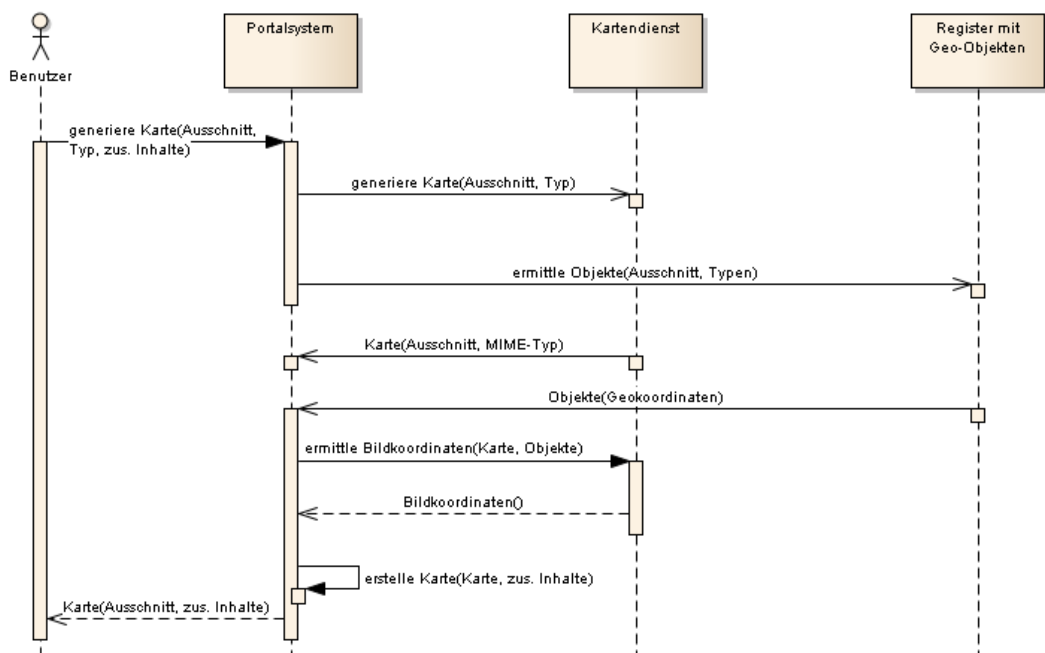 Portalsystem
Kartendienst
Register mit
Geo-Objekten
Benutzer
generiere Karte(Ausschnitt,
Typ, zus. Inhalte)
generiere Karte(Ausschnitt, Typ)
ermittle Objekte(Ausschnitt, Typen)
Karte(Ausschnitt, MIME-Typ)
Objekte(Geokoordinaten)
ermittle Bildkoordinaten(Karte, Objekte)
Bildkoordinaten()
erstelle Karte(Karte, zus. Inhalte)
Karte(Ausschnitt, zus. Inhalte)